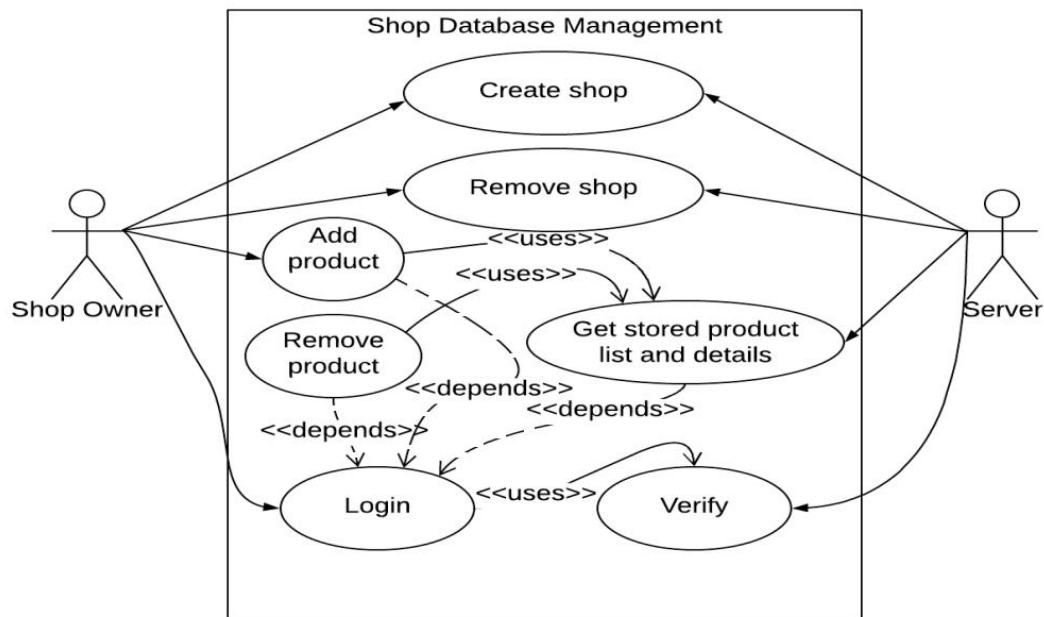 Shop Database Management
Create shop
Remove shop
Add
product
<<uses>>
<<uses>>
Shop Owner
Server
Remove
product
Get stored product
list and details
<<depends>>
<<depends>>
<<depends>>
Login
<<uses>>
Verify